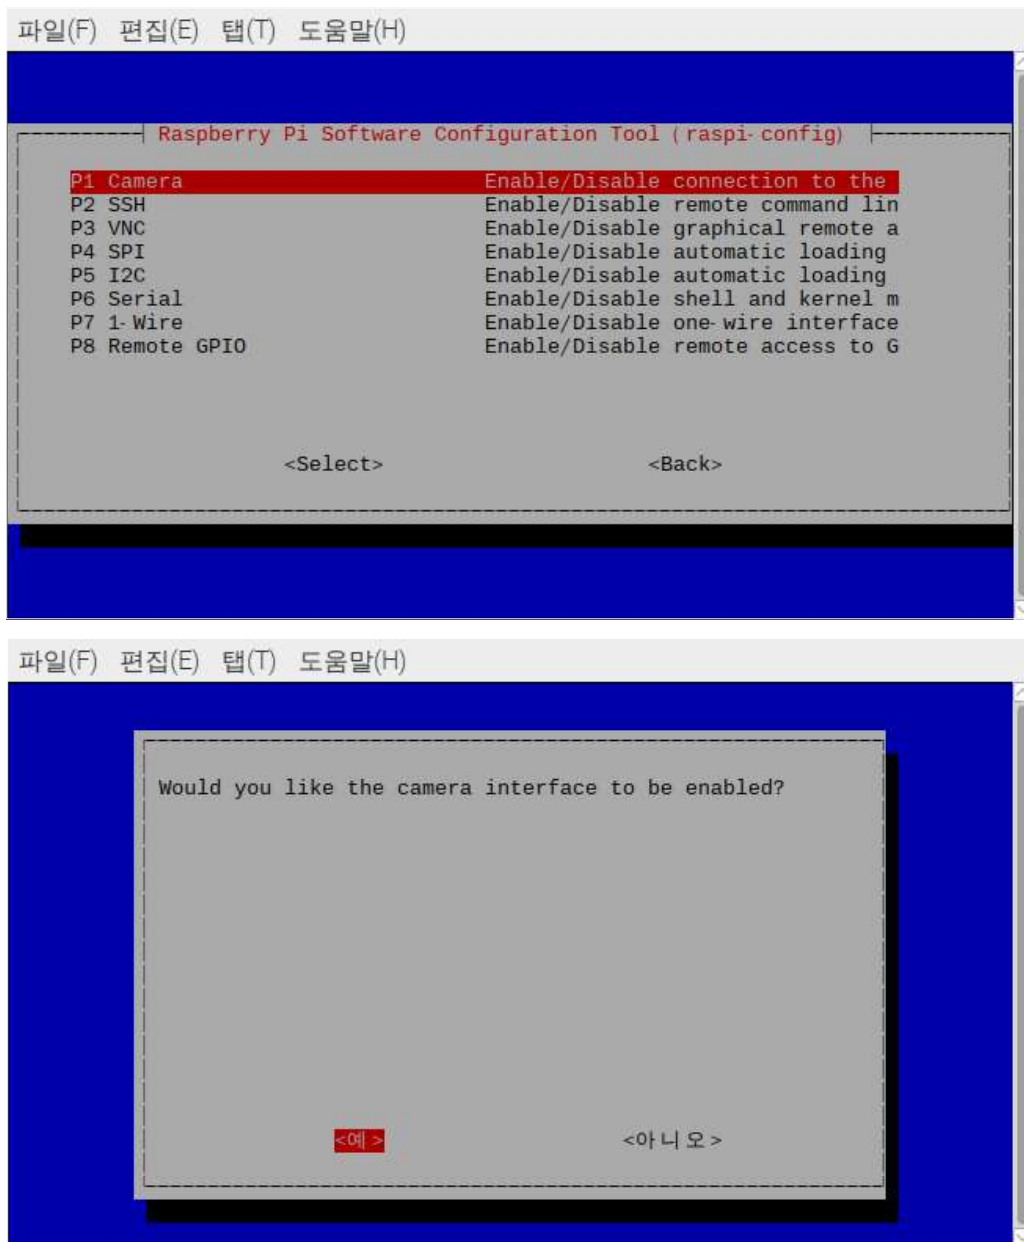 파일(F) 편집(E) 탭(T) 도움말(H)
Raspberry Pi Software Configuration Tool (raspi-config)
P1 Camera Enable/Disable connection to the
P2 SSH Enable/Disable remote command lin
P3 VNC Enable/Disable graphical remote a
P4 SPI Enable/Disable automatic loading
P5 I2C Enable/Disable automatic loading
P6 Serial Enable/Disable shell and kernel m
P7 1-Wire Enable/Disable one-wire interface
P8 Remote GPIO Enable/Disable remote access to G
<Select> <Back>
파일(F) 편집(E) 탭(T) 도움말(H)
Would you like the camera interface to be enabled?
<예> <아니오>